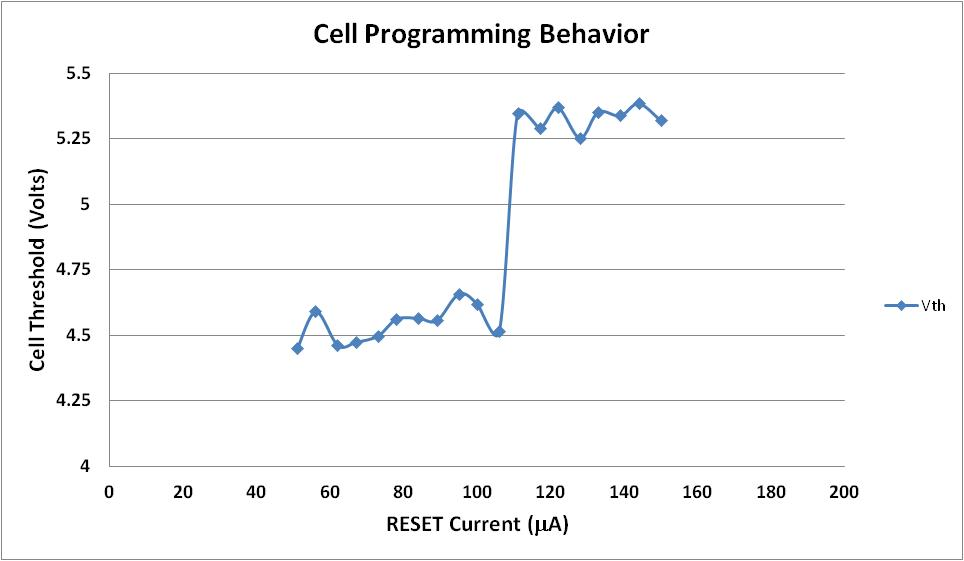 Cell Programming Behavior
5.5
5.25
5
4.75
4.5
4.25
4
Cell Threshold (Volts)
Vth
0 20 40 60 80 100 120 140 160 180 200
RESET Current (µA)